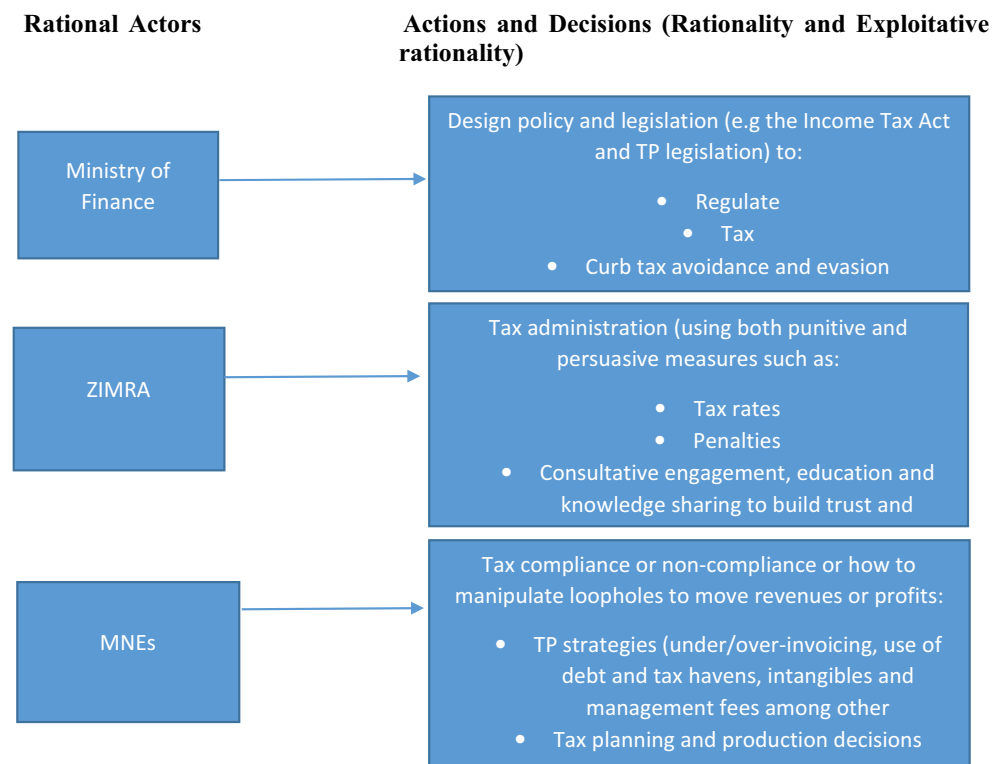 Rational Actors
Actions and Decisions (Rationality and Exploitative
rationality)
Ministry of
Finance
Design policy and legislation (e.g the Income Tax Act
and TP legislation) to:
• Regulate
• Tax
• Curb tax avoidance and evasion
ZIMRA
Tax administration (using both punitive and
persuasive measures such as:
• Tax rates
• Penalties
• Consultative engagement, education and
knowledge sharing to build trust and
MNEs
Tax compliance or non-compliance or how to
manipulate loopholes to move revenues or profits:
• TP strategies (under/over-invoicing, use of
debt and tax havens, intangibles and
management fees among other
• Tax planning and production decisions